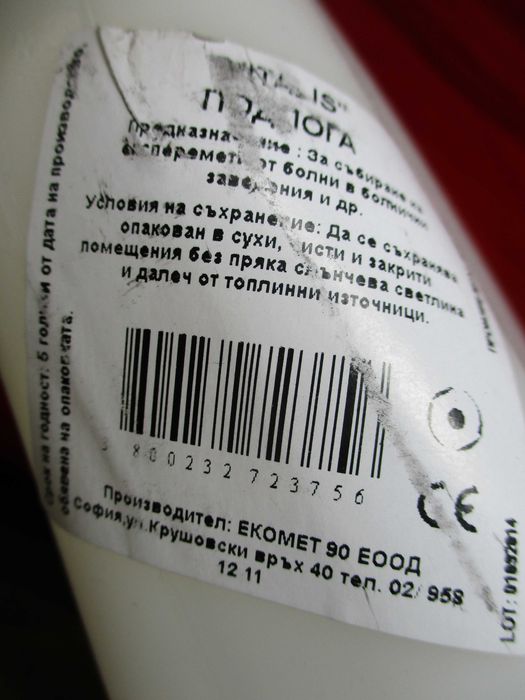 ПОДЛОГА
Предназначение : За събиране на
екскременти от болни в болнични
заведения и др.
Условия на съхранение: Да се съхранява
опакован в сухи, чисти и закрити
помещения без пряка слънчева светлина
и далеч от топлинни източници.
3 800232 723756
CE
Производител: ЕКОМЕТ 90 ЕООД
София, ул. Крушовски връх 40 тел. 02/ 958
12 11
Срок на годност: 5 години от дата на производство,
обявена на опаковката.
LOT: